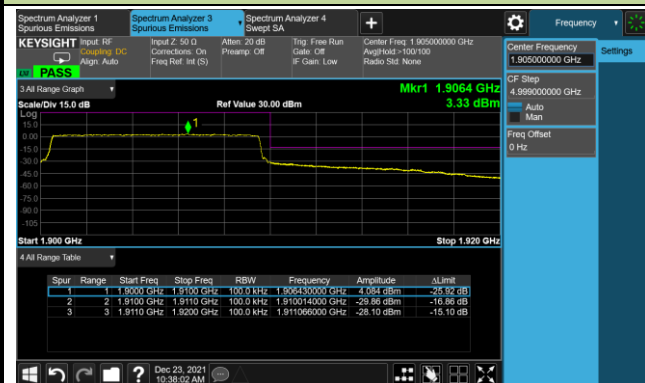 Spectrum Analyzer 1
Spurious Emissions
Spectrum Analyzer 3
Spurious Emissions
Spectrum Analyzer 4
Swept SA
Frequency
KEYSIGHT
Input: RF
Coupling: DC
Align: Auto
Input Z: 50 Ω
Corrections: On
Freq Ref: Int (S)
Atten: 20 dB
Preamp: Off
Trig: Free Run
Gate: Off
IF Gain: Low
Center Freq: 1.905000000 GHz
Avg|Hold:>100/100
Radio Std: None
PASS
Center Frequency
1.905000000 GHz
Settings
CF Step
4.999000000 GHz
Auto
Man
Freq Offset
0 Hz
3 All Range Graph
Mkr1 1.9064 GHz
3.33 dBm
Scale/Div 15.0 dB
Ref Value 30.00 dBm
Log
15.0
0.00
-15.0
-30.0
-45.0
-60.0
-75.0
-90.0
-105
1
Start 1.900 GHz
Stop 1.920 GHz
4 All Range Table
Spur Range Start Freq Stop Freq RBW Frequency Amplitude ΔLimit
1 1 1.9000 GHz 1.9100 GHz 100.0 kHz 1.906430000 GHz 4.084 dBm -25.92 dB
2 2 1.9100 GHz 1.9110 GHz 100.0 kHz 1.910014000 GHz -29.86 dBm -16.86 dB
3 3 1.9110 GHz 1.9200 GHz 100.0 kHz 1.911066000 GHz -28.10 dBm -15.10 dB
Dec 23, 2021
10:38:02 AM